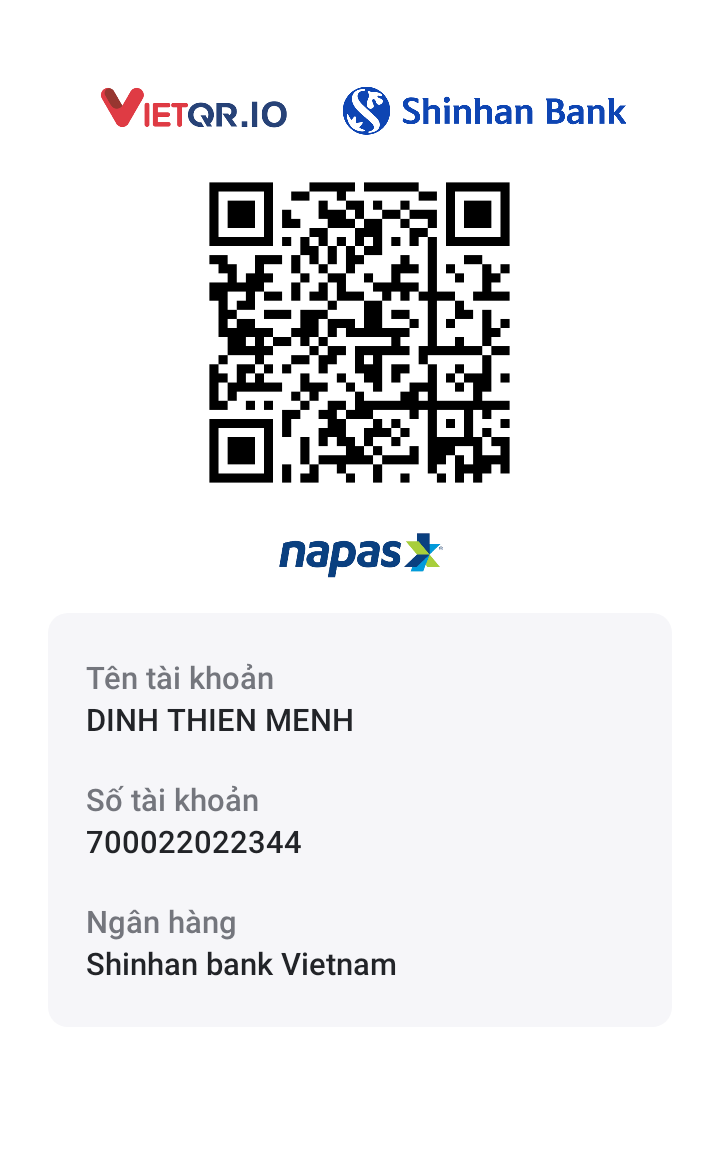 VIETQR.IO
Shinhan Bank
napas
Tên tài khoản
DINH THIEN MENH
Số tài khoản
700022022344
Ngân hàng
Shinhan bank Vietnam